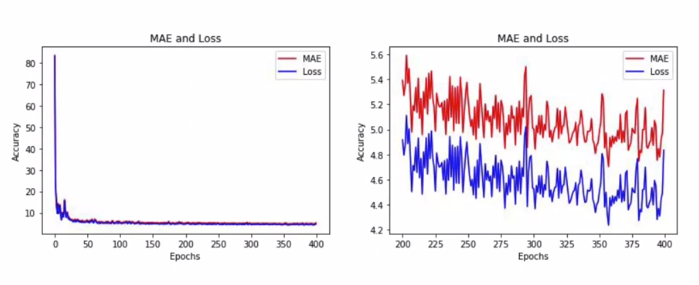 MAE and Loss
MAE
Loss
Accuracy
80
70
60
50
40
30
20
10
0 50 100 150 200 250 300 350 400
Epochs
MAE and Loss
MAE
Loss
Accuracy
5.6
5.4
5.2
5.0
4.8
4.6
4.4
4.2
200 225 250 275 300 325 350 375 400
Epochs